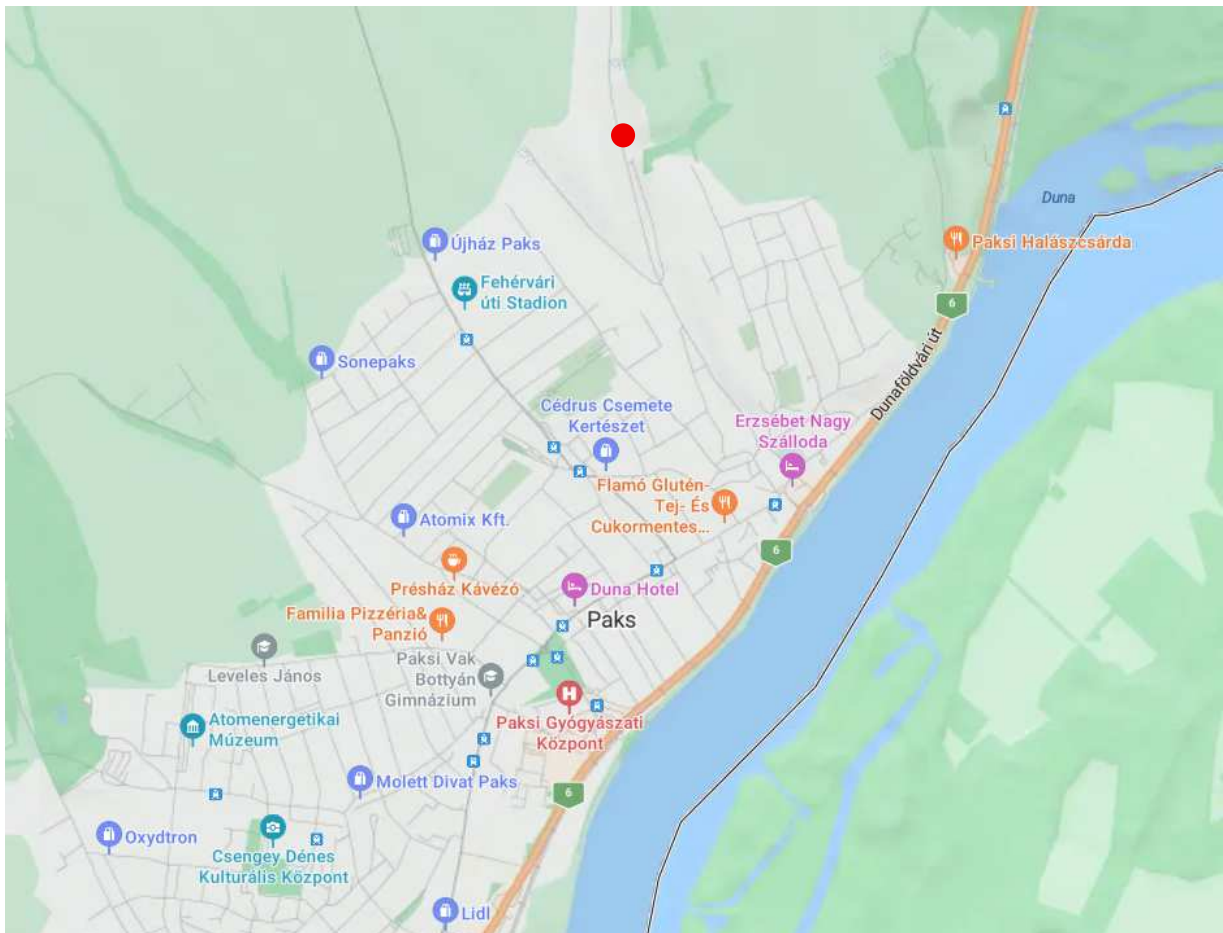 Duna
Paksi Halászcsárda
Újház Paks
Fehérvári
úti Stadion
6
Dunaföldvári út
Sonepaks
Cédrus Csemete
Kertészet
Erzsébet Nagy
Szálloda
Flamó Glutén-
Tej- És
Cukormentes...
Atomix Kft.
6
Présház Kávézó
Duna Hotel
Familia Pizzéria&
Panzió
Paks
Paksi Vak
Bottyán
Gimnázium
Leveles János
H
Paksi Gyógyászati
Központ
Atomenergetikai
Múzeum
Molett Divat Paks
6
Oxydtron
Csengey Dénes
Kulturális Központ
Lidl